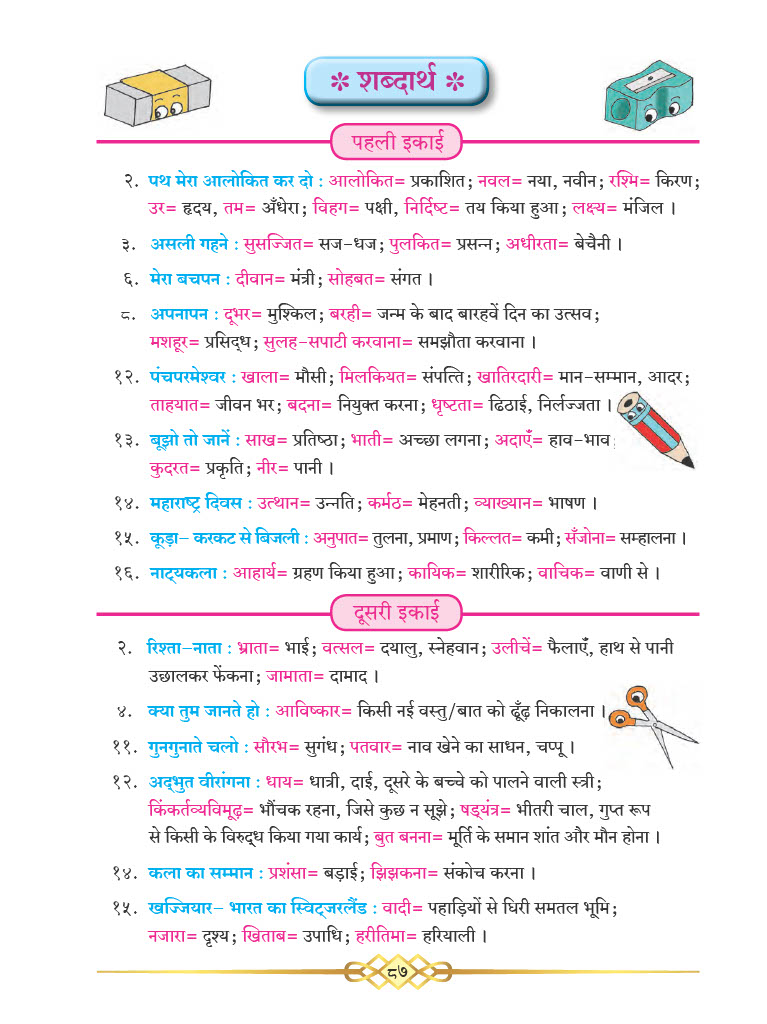 * शब्दार्थ *
पहली इकाई
२. पथ मेरा आलोकित कर दो : आलोकित= प्रकाशित; नवल= नया, नवीन; रश्मि= किरण;
उर= हृदय, तम= अँधेरा; विहग= पक्षी, निर्दिष्ट= तय किया हुआ; लक्ष्य= मंजिल ।
३. असली गहने : सुसज्जित= सज-धज; पुलकित= प्रसन्न; अधीरता= बेचैनी ।
६. मेरा बचपन : दीवान= मंत्री; सोहबत= संगत ।
८. अपनापन : दूभर= मुश्किल; बरही= जन्म के बाद बारहवें दिन का उत्सव;
मशहूर= प्रसिद्ध; सुलह-सपाटी करवाना= समझौता करवाना ।
१२. पंचपरमेश्वर : खाला= मौसी; मिलकियत= संपत्ति; खातिरदारी= मान-सम्मान, आदर;
ताहयात= जीवन भर; बदना= नियुक्त करना; धृष्टता= ढिठाई, निर्लज्जता ।
१३. बूझो तो जानें : साख= प्रतिष्ठा; भाती= अच्छा लगना; अदाएँ= हाव-भाव;
कुदरत= प्रकृति; नीर= पानी ।
१४. महाराष्ट्र दिवस : उत्थान= उन्नति; कर्मठ= मेहनती; व्याख्यान= भाषण ।
१५. कूड़ा– करकट से बिजली : अनुपात= तुलना, प्रमाण; किल्लत= कमी; सँजोना= सम्हालना ।
१६. नाट्यकला : आहार्य= ग्रहण किया हुआ; कायिक= शारीरिक; वाचिक= वाणी से ।
दूसरी इकाई
२. रिश्ता–नाता : भ्राता= भाई; वत्सल= दयालु, स्नेहवान; उलीचें= फैलाएँ, हाथ से पानी
उछालकर फेंकना; जामाता= दामाद ।
४. क्या तुम जानते हो : आविष्कार= किसी नई वस्तु/बात को ढूँढ़ निकालना ।
११. गुनगुनाते चलो : सौरभ= सुगंध; पतवार= नाव खेने का साधन, चप्पू ।
१२. अद्भुत वीरांगना : धाय= धात्री, दाई, दूसरे के बच्चे को पालने वाली स्त्री;
किंकर्तव्यविमूढ़= भौंचक रहना, जिसे कुछ न सूझे; षड्यंत्र= भीतरी चाल, गुप्त रूप
से किसी के विरुद्ध किया गया कार्य; बुत बनना= मूर्ति के समान शांत और मौन होना ।
१४. कला का सम्मान : प्रशंसा= बड़ाई; झिझकना= संकोच करना ।
१५. खज्जियार– भारत का स्विट्जरलैंड : वादी= पहाड़ियों से घिरी समतल भूमि;
नजारा= दृश्य; खिताब= उपाधि; हरीतिमा= हरियाली ।
८७